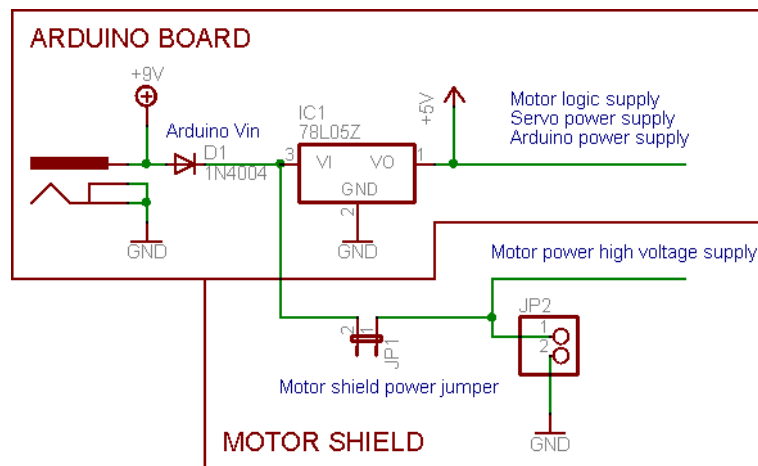 ARDUINO BOARD
+9V
Arduino Vin
D1
1N4004
IC1
78L05Z
3
VI
VO
1
GND
2
+5V
Motor logic supply
Servo power supply
Arduino power supply
GND
GND
Motor power high voltage supply
JP2
1
2
2
1
JP1
Motor shield power jumper
GND
MOTOR SHIELD